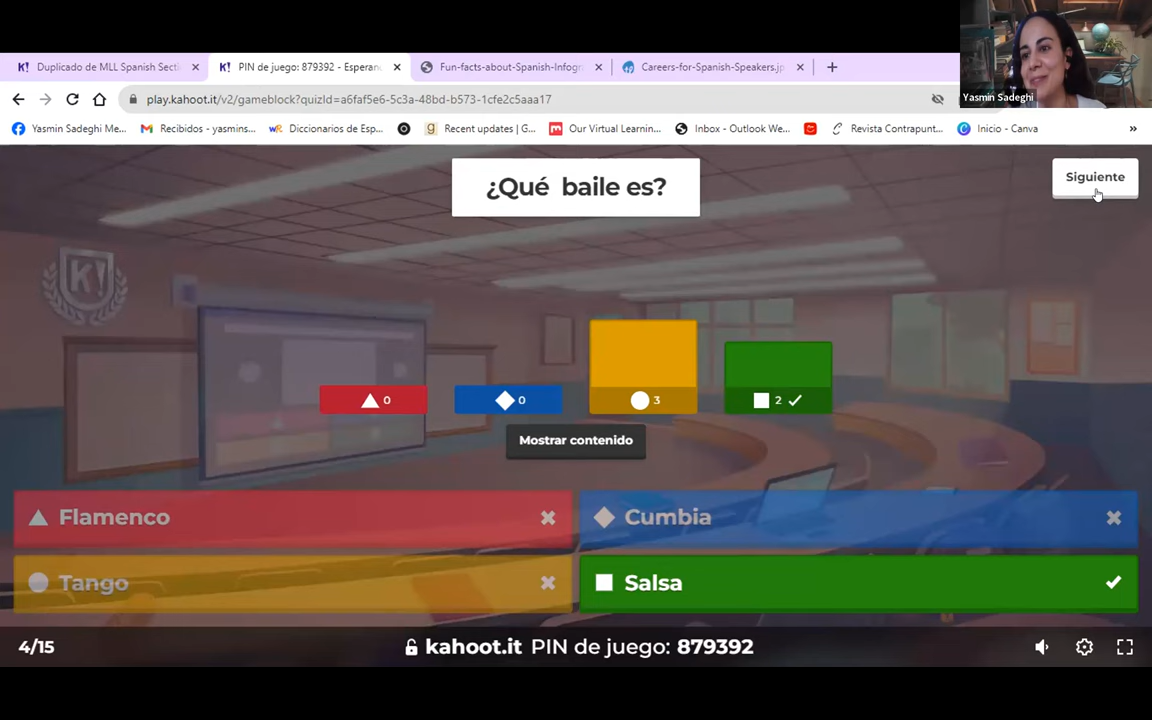 K! Duplicado de MLL Spanish Secti
K! PIN de juego: 879392 - Esperan
Fun-facts-about-Spanish-Infogr
Careers-for-Spanish-Speakers.jp
Yasmin Sadeghi
play.kahoot.it/v2/gameblock?quizId=a6faf5e6-5c3a-48bd-b573-1cfe2c5aaa17
Yasmin Sadeghi Me...
Recibidos - yasmins...
WR Diccionarios de Esp...
g Recent updates | G...
Our Virtual Learnin...
Inbox - Outlook We...
Revista Contrapunt...
C Inicio - Canva
»
¿Qué baile es?
Siguiente
K!
0
0
3
2
Mostrar contenido
Flamenco
Cumbia
Tango
Salsa
4/15
kahoot.it PIN de juego: 879392